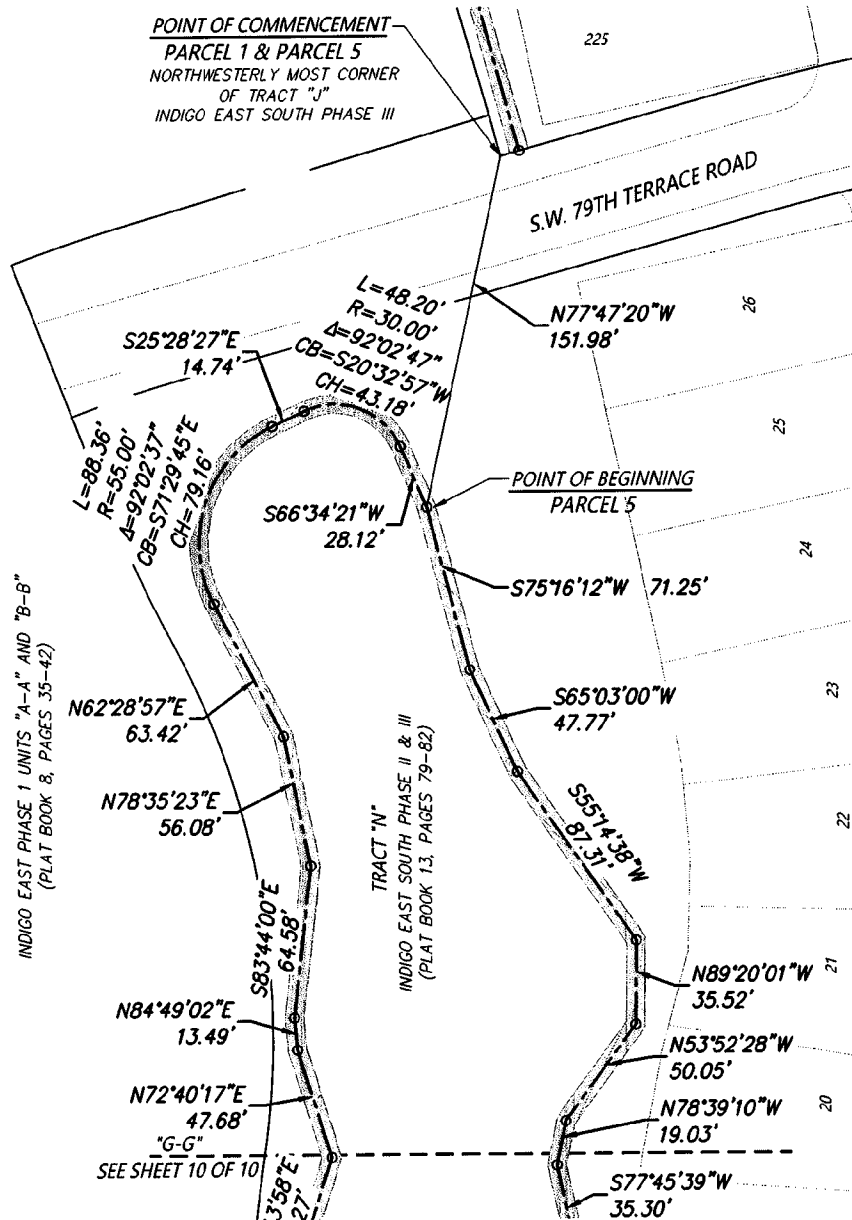 POINT OF COMMENCEMENT
PARCEL 1 & PARCEL 5
NORTHWESTERLY MOST CORNER
OF TRACT "J"
INDIGO EAST SOUTH PHASE III
225
S.W. 79TH TERRACE ROAD
L=48.20'
R=30.00'
Δ=92°02'47"
CB=S20°32'57"W
CH=43.18'
N77°47'20"W
151.98'
26
S25°28'27"E
14.74'
L=88.36'
R=55.00'
Δ=92°02'37"
CB=S71°29'45"E
CH=79.16'
25
POINT OF BEGINNING
PARCEL 5
S66°34'21"W
28.12'
24
S75°16'12"W 71.25'
INDIGO EAST PHASE 1 UNITS "A-A" AND "B-B"
(PLAT BOOK 8, PAGES 35-42)
N62°28'57"E
63.42'
S65°03'00"W
47.77'
23
N78°35'23"E
56.08'
TRACT "N"
INDIGO EAST SOUTH PHASE II & III
(PLAT BOOK 13, PAGES 79-82)
S55°14'38"W
87.31'
22
S83°44'00"E
64.58'
N89°20'01"W
35.52'
21
N84°49'02"E
13.49'
N53°52'28"W
50.05'
N72°40'17"E
47.68'
N78°39'10"W
19.03'
20
"G-G"
SEE SHEET 10 OF 10
S77°45'39"W
35.30'
3'58"E
27'